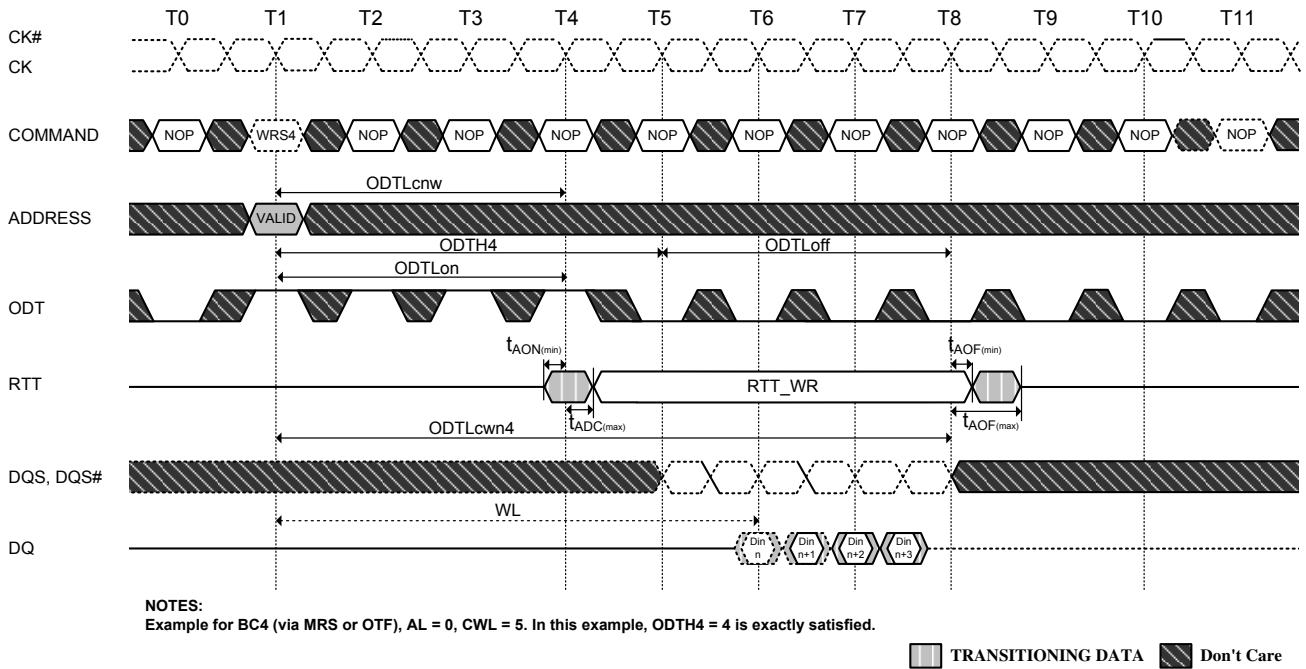 T0 T1 T2 T3 T4 T5 T6 T7 T8 T9 T10 T11
CK#
CK
COMMAND NOP WRS4 NOP NOP NOP NOP NOP NOP NOP NOP NOP NOP
ODTLcnw
ADDRESS VALID
ODTH4 ODTLoff
ODTLon
ODT
tAON(min) tAOF(min)
RTT RTT_WR
tADC(max) tAOF(max)
ODTLcwn4
DQS, DQS#
WL
DQ Din n Din n+1 Din n+2 Din n+3
NOTES:
Example for BC4 (via MRS or OTF), AL = 0, CWL = 5. In this example, ODTH4 = 4 is exactly satisfied.
TRANSITIONING DATA Don't Care